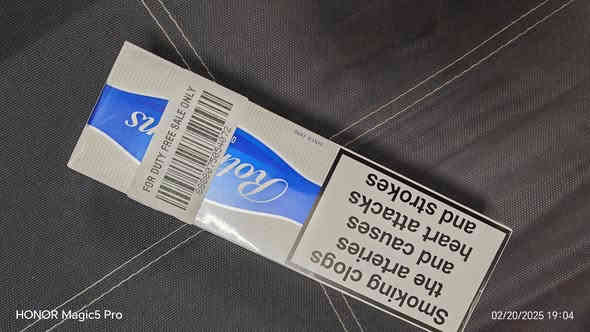 Rothmans
FOR DUTY FREE SALE ONLY
Smoking clogs
the arteries
and causes
heart attacks
and strokes
HONOR Magic5 Pro
02/20/2025 19:04